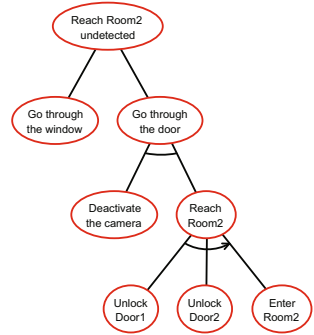 Reach Room2
undetected
Go through
the window
Go through
the door
Deactivate
the camera
Reach
Room2
Unlock
Door1
Unlock
Door2
Enter
Room2